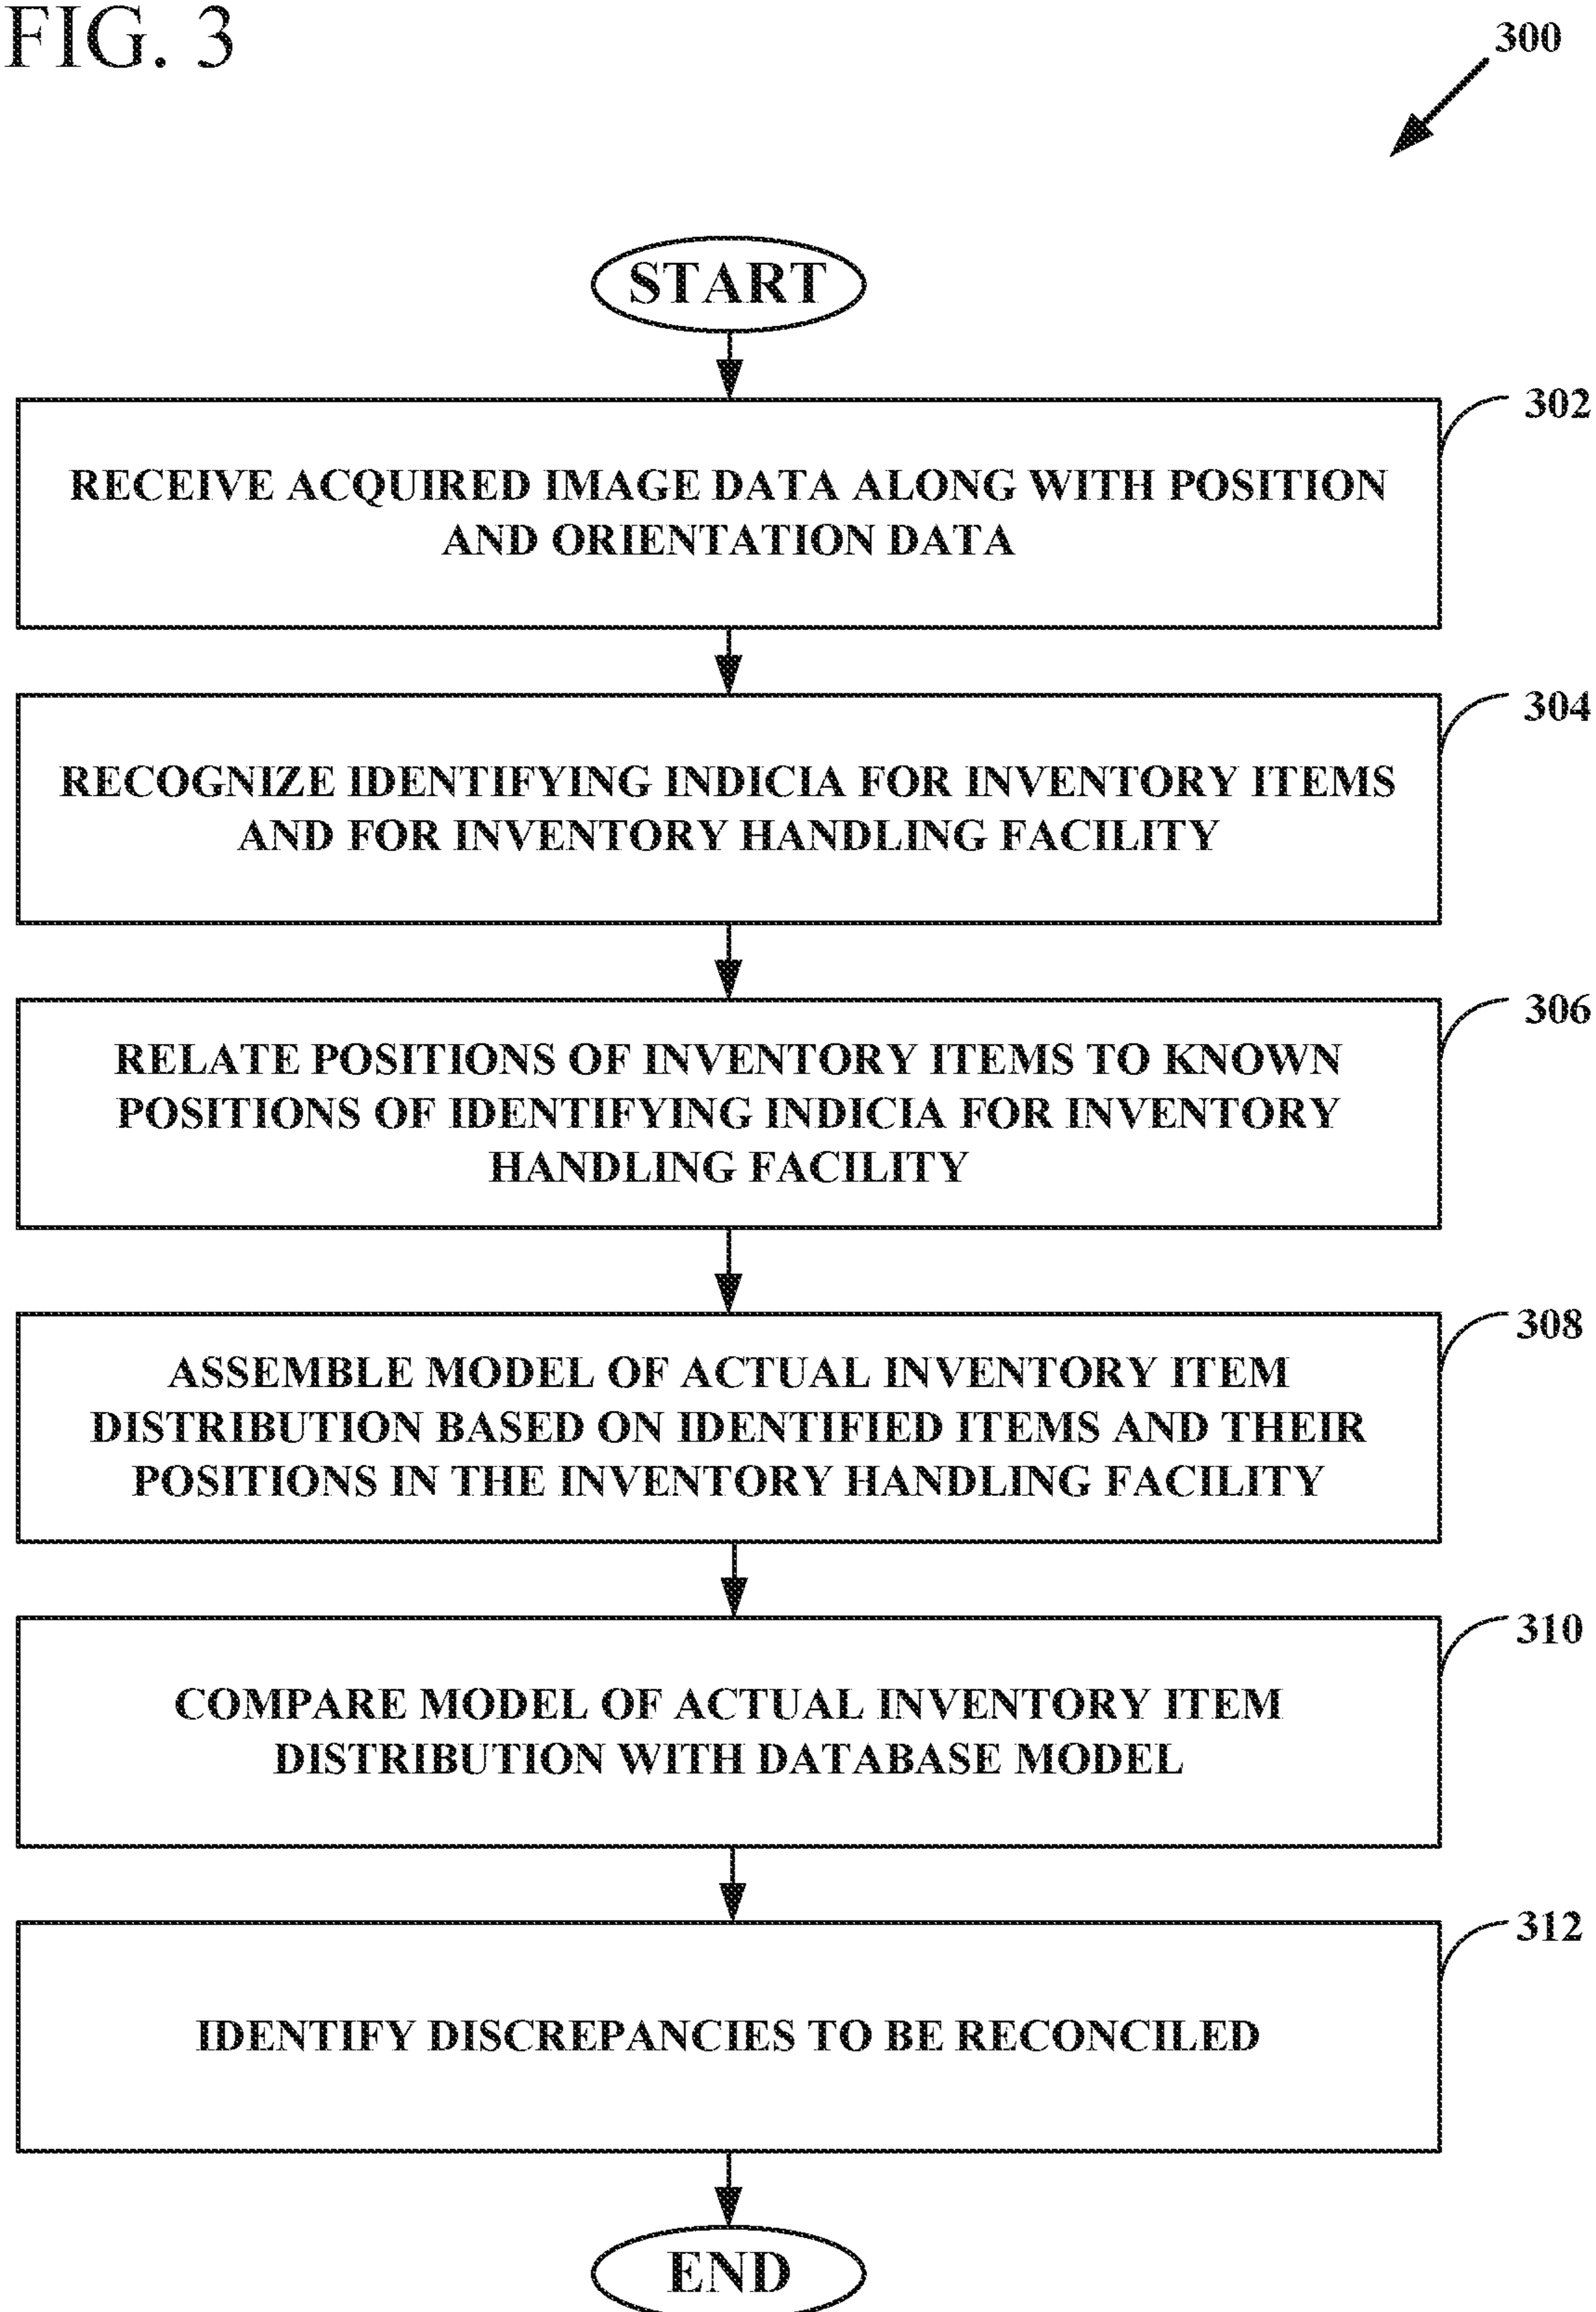 FIG. 3
300
START
302
RECEIVE ACQUIRED IMAGE DATA ALONG WITH POSITION
AND ORIENTATION DATA
304
RECOGNIZE IDENTIFYING INDICIA FOR INVENTORY ITEMS
AND FOR INVENTORY HANDLING FACILITY
306
RELATE POSITIONS OF INVENTORY ITEMS TO KNOWN
POSITIONS OF IDENTIFYING INDICIA FOR INVENTORY
HANDLING FACILITY
308
ASSEMBLE MODEL OF ACTUAL INVENTORY ITEM
DISTRIBUTION BASED ON IDENTIFIED ITEMS AND THEIR
POSITIONS IN THE INVENTORY HANDLING FACILITY
310
COMPARE MODEL OF ACTUAL INVENTORY ITEM
DISTRIBUTION WITH DATABASE MODEL
312
IDENTIFY DISCREPANCIES TO BE RECONCILED
END